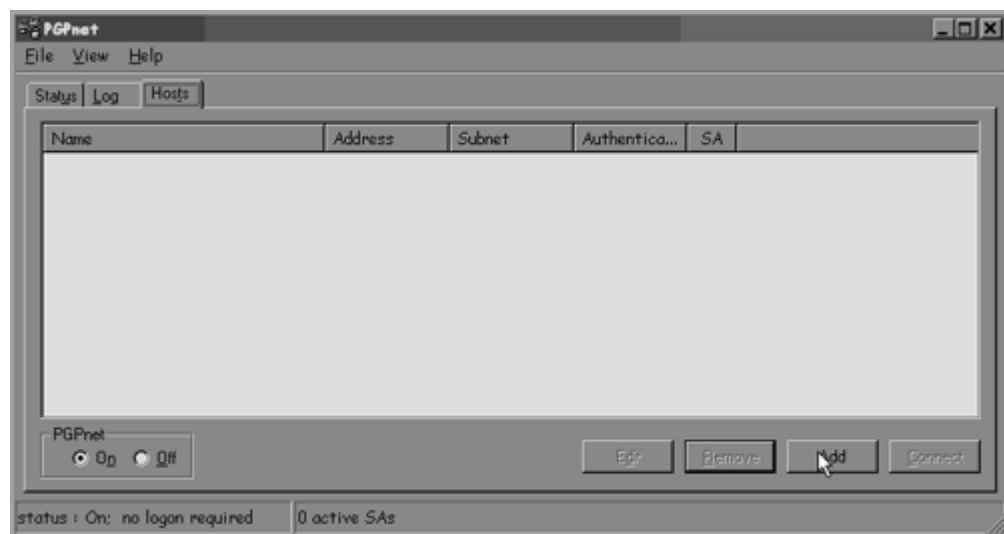 PGPnet
File View Help
Status Log Hosts
Name Address Subnet Authentica... SA
PGPnet
On Off
Edit Remove Add Connect
status : On; no logon required 0 active SAs